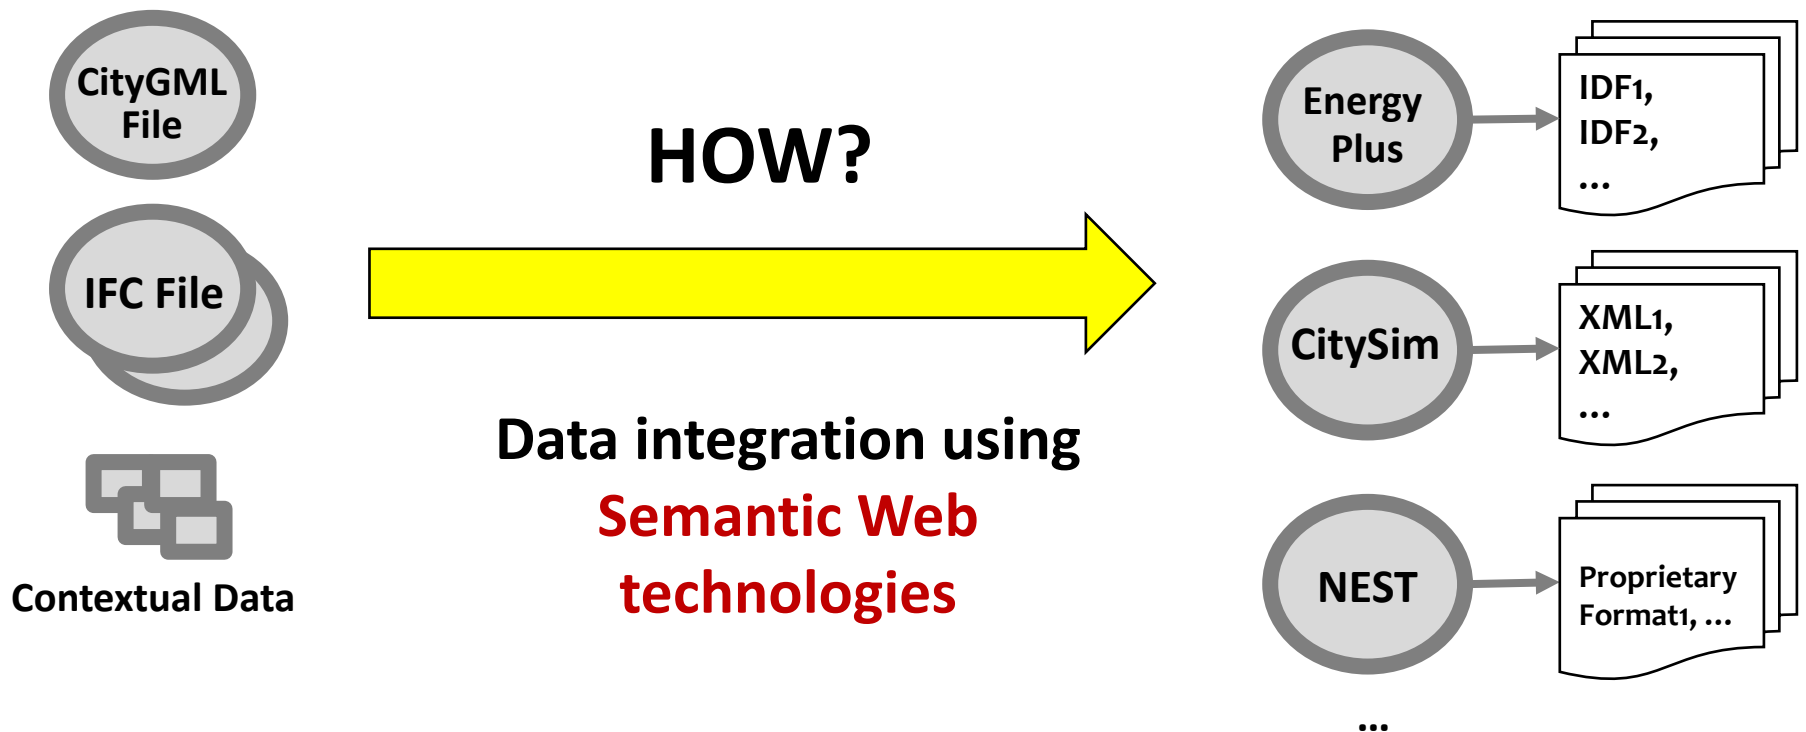 CityGML
File
IFC File
Contextual Data
HOW?
Data integration using
Semantic Web
technologies
Energy
Plus
IDF1,
IDF2,
...
CitySim
XML1,
XML2,
...
NEST
Proprietary
Format1, ...
...